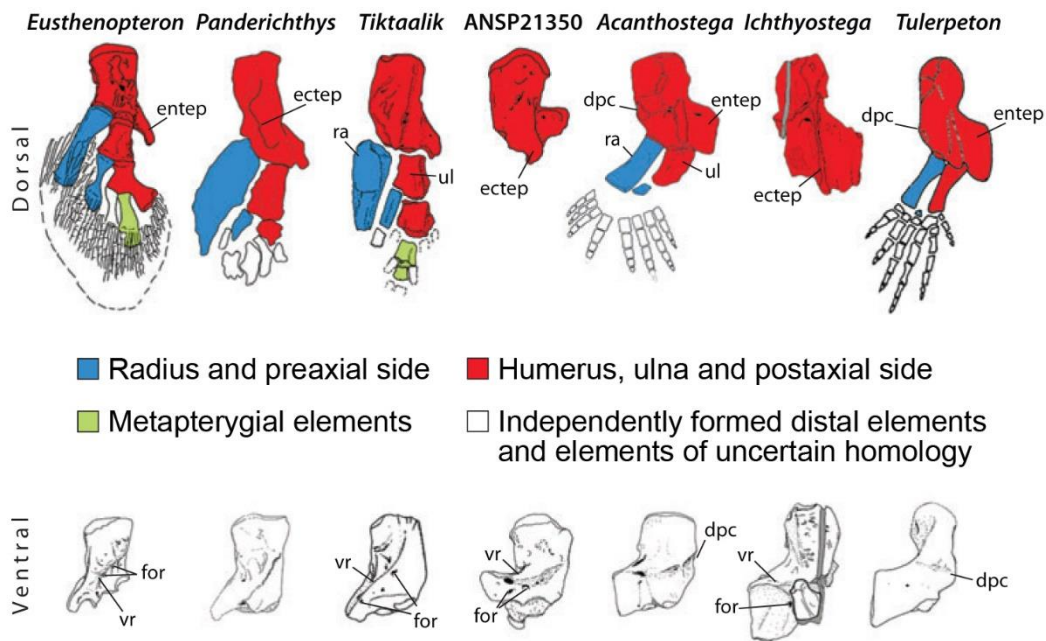 Eusthenopteron Panderichthys Tiktaalik ANSP21350 Acanthostega Ichthyostega Tulerpeton
Dorsal
entep
ectep
ra
ul
ectep
dpc
entep
ra
ul
dpc
ectep
entep
Radius and preaxial side
Humerus, ulna and postaxial side
Metapterygial elements
Independently formed distal elements
and elements of uncertain homology
Ventral
for
vr
vr
for
vr
for
dpc
vr
for
dpc